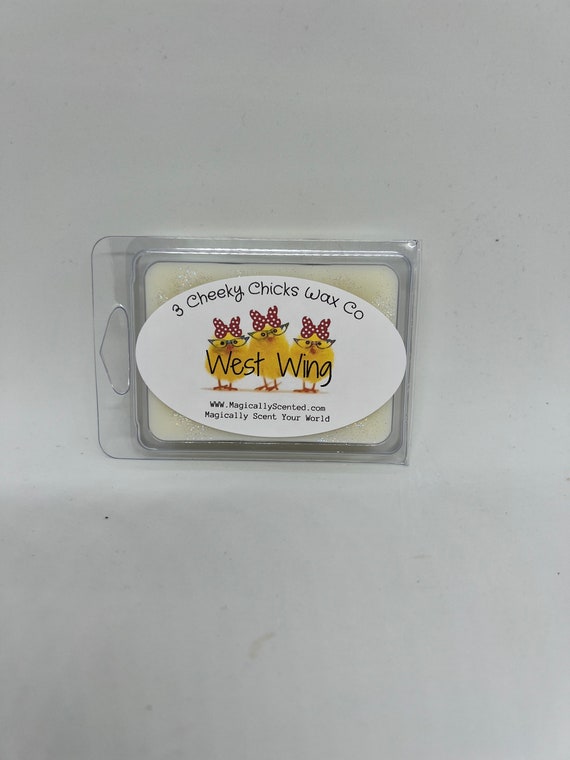 3 Cheeky Chicks Wax Co
West Wing
WWW.MagicallyScented.com
Magically Scent Your World